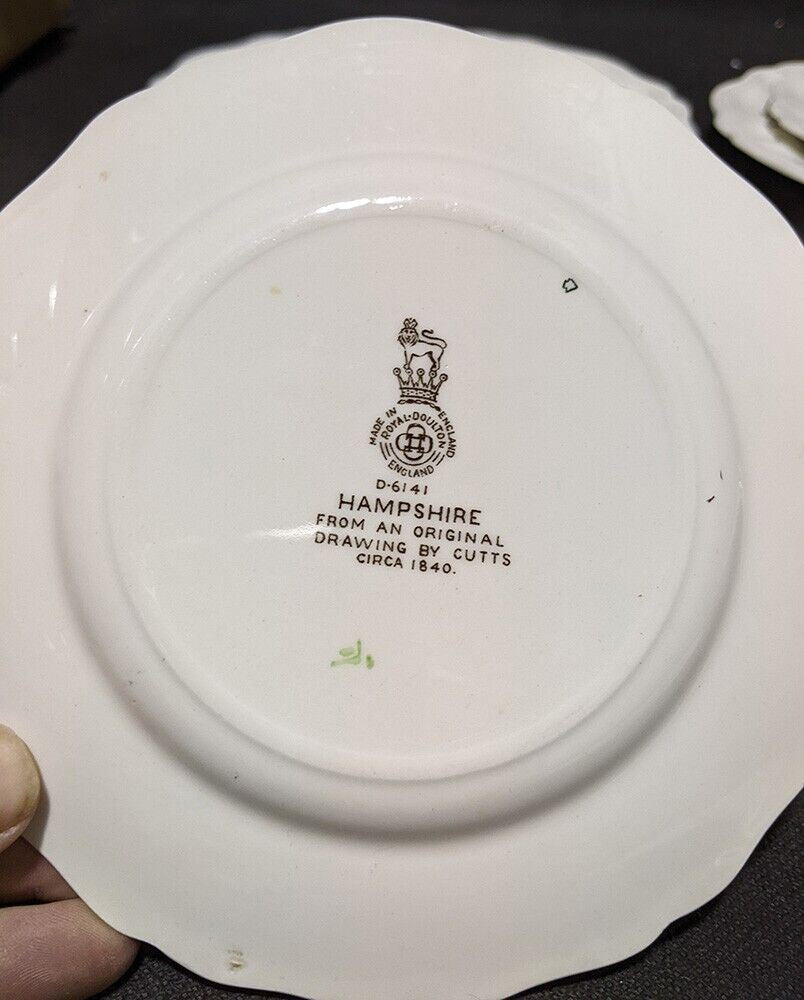 MADE IN ENGLAND
ROYAL·DOULTON
ENGLAND
D-6141
HAMPSHIRE
FROM AN ORIGINAL
DRAWING BY CUTTS
CIRCA 1840.